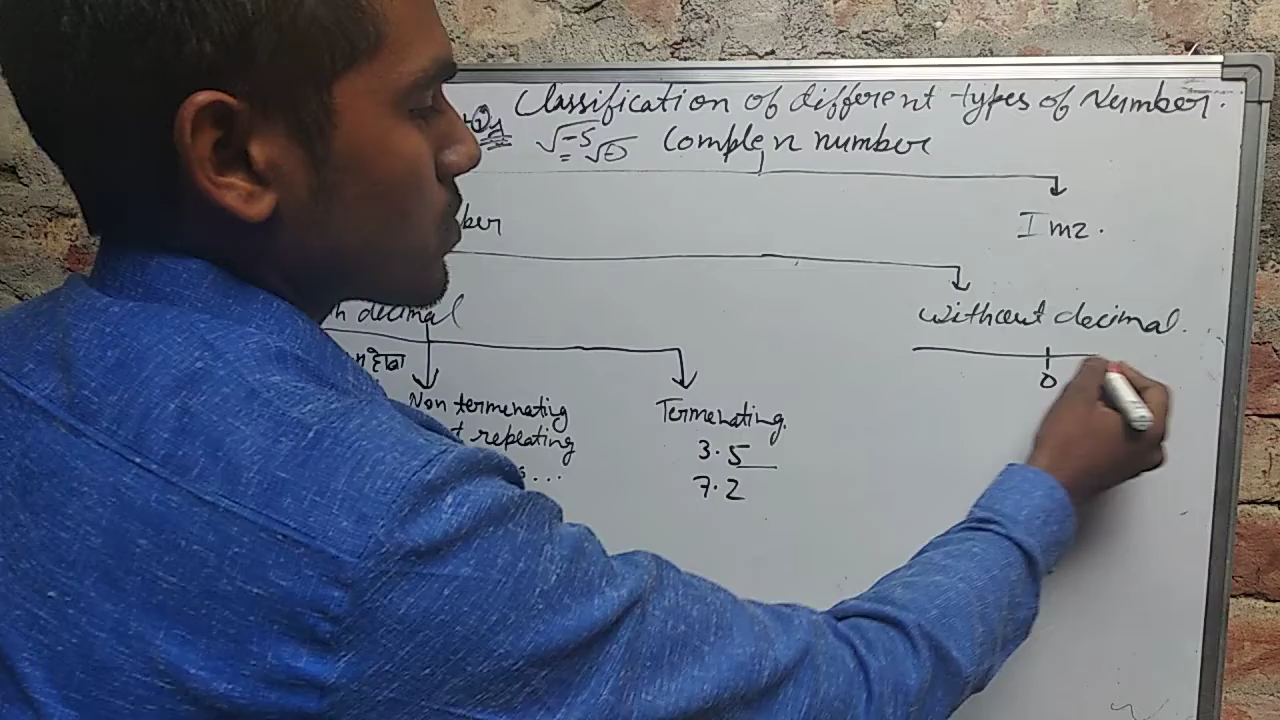 Classification of different types of Number.
√-5 Complex number
ber
Imz.
h decimal
without decimal.
0
Non termenating
Termenating.
t repeating
3.5
7.2